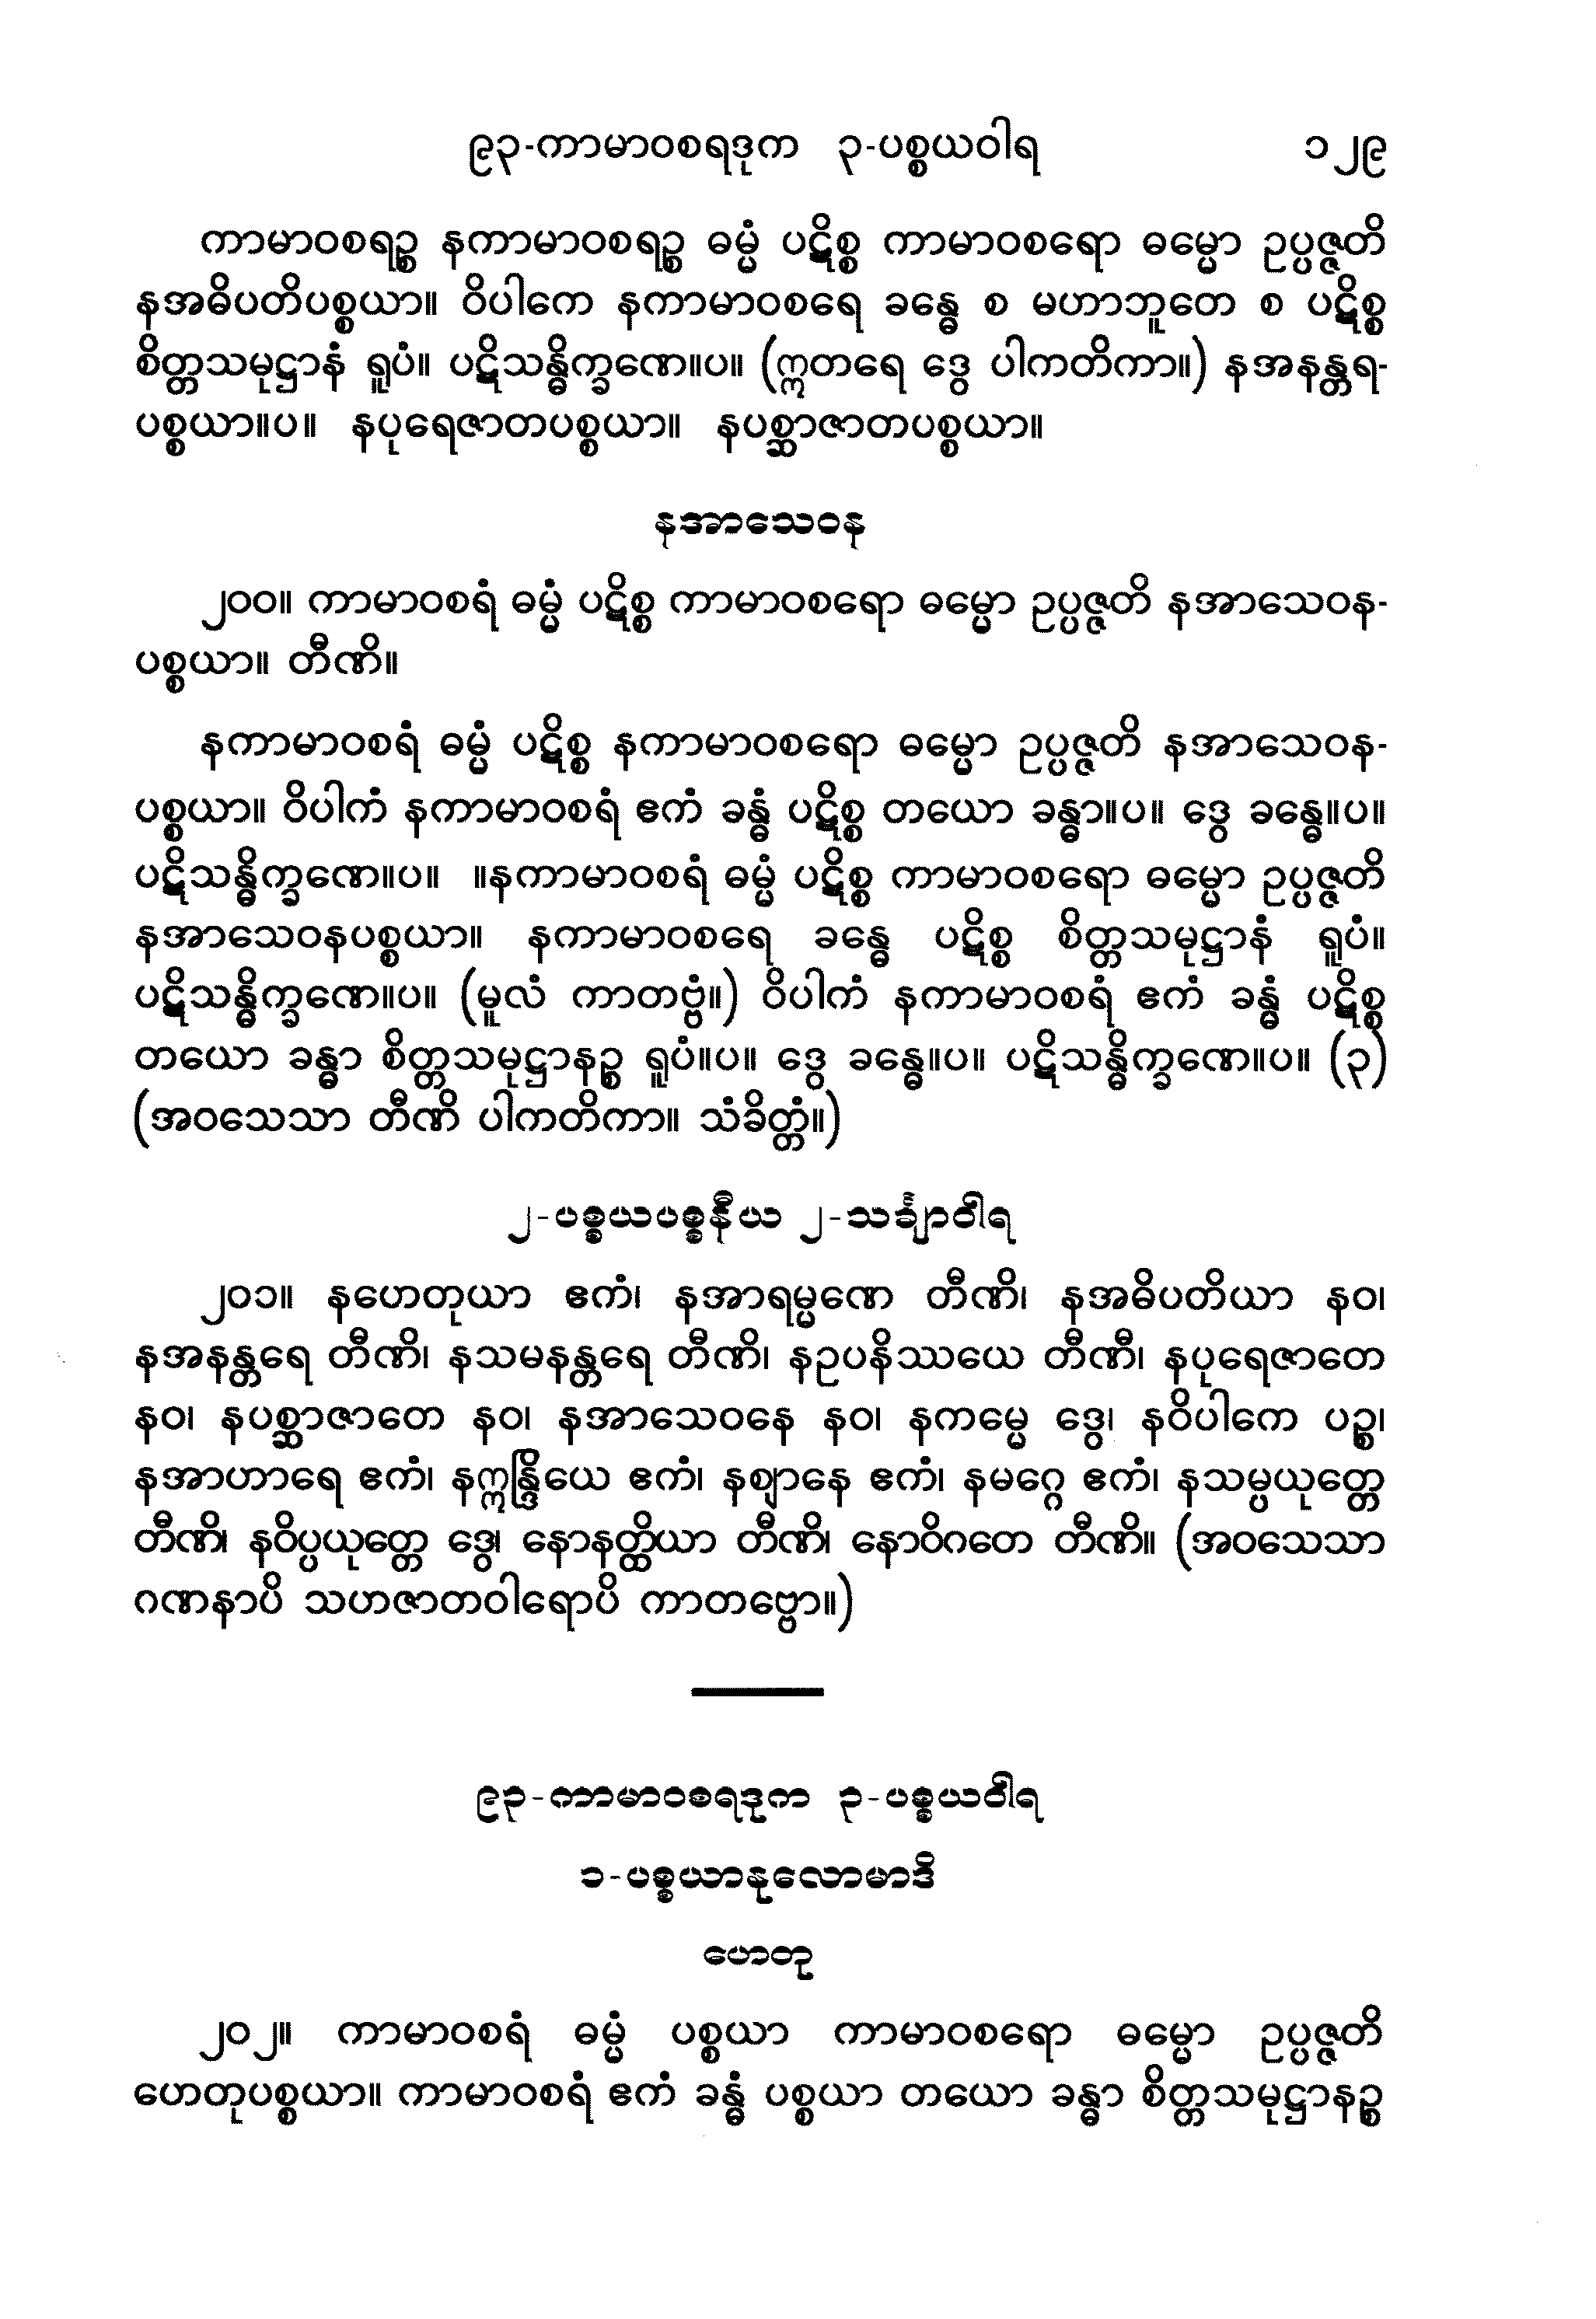 ၉၃-ကာမာဝစရဒုက ၃-ပစ္စယဝါရ ၁၂၉
ကာမာဝစရဉ္စ နကာမာဝစရဉ္စ ဓမ္မံ ပဋိစ္စ ကာမာဝစရော ဓမ္မော ဥပ္ပဇ္ဇတိ
နအဓိပတိပစ္စယာ။ ဝိပါကေ နကာမာဝစရေ ခန္ဓေ စ မဟာဘူတေ စ ပဋိစ္စ
စိတ္တသမုဋ္ဌာနံ ရူပံ။ ပဋိသန္ဓိက္ခဏေ။ပ။ (ဣတရေ ဒွေ ပါကတိကာ။) နအနန္တရ-
ပစ္စယာ။ပ။ နပုရေဇာတပစ္စယာ။ နပစ္ဆာဇာတပစ္စယာ။
နအာသေဝန
၂၀၀။ ကာမာဝစရံ ဓမ္မံ ပဋိစ္စ ကာမာဝစရော ဓမ္မော ဥပ္ပဇ္ဇတိ နအာသေဝန-
ပစ္စယာ။ တီဏိ။
နကာမာဝစရံ ဓမ္မံ ပဋိစ္စ နကာမာဝစရော ဓမ္မော ဥပ္ပဇ္ဇတိ နအာသေဝန-
ပစ္စယာ။ ဝိပါကံ နကာမာဝစရံ ဧကံ ခန္ဓံ ပဋိစ္စ တယော ခန္ဓာ။ပ။ ဒွေ ခန္ဓေ။ပ။
ပဋိသန္ဓိက္ခဏေ။ပ။ ။နကာမာဝစရံ ဓမ္မံ ပဋိစ္စ ကာမာဝစရော ဓမ္မော ဥပ္ပဇ္ဇတိ
နအာသေဝနပစ္စယာ။ နကာမာဝစရေ ခန္ဓေ ပဋိစ္စ စိတ္တသမုဋ္ဌာနံ ရူပံ။
ပဋိသန္ဓိက္ခဏေ။ပ။ (မူလံ ကာတဗ္ဗံ။) ဝိပါကံ နကာမာဝစရံ ဧကံ ခန္ဓံ ပဋိစ္စ
တယော ခန္ဓာ စိတ္တသမုဋ္ဌာနဉ္စ ရူပံ။ပ။ ဒွေ ခန္ဓေ။ပ။ ပဋိသန္ဓိက္ခဏေ။ပ။ (၃)
(အဝသေသာ တီဏိ ပါကတိကာ။ သံခိတ္တံ။)
၂-ပစ္စယပစ္စနီယ ၂-သင်္ချာဝါရ
၂၀၁။ နဟေတုယာ ဧကံ၊ နအာရမ္မဏေ တီဏိ၊ နအဓိပတိယာ နဝ၊
နအနန္တရေ တီဏိ၊ နသမနန္တရေ တီဏိ၊ နဥပနိဿယေ တီဏီ၊ နပုရေဇာတေ
နဝ၊ နပစ္ဆာဇာတေ နဝ၊ နအာသေဝနေ နဝ၊ နကမ္မေ ဒွေ၊ နဝိပါကေ ပဉ္စ၊
နအာဟာရေ ဧကံ၊ နဣန္ဒြိယေ ဧကံ၊ နဈာနေ ဧကံ၊ နမဂ္ဂေ ဧကံ၊ နသမ္ပယုတ္တေ
တီဏိ၊ နဝိပ္ပယုတ္တေ ဒွေ၊ နောနတ္ထိယာ တီဏိ၊ နောဝိဂတေ တီဏိ။ (အဝသေသာ
ဂဏနာပိ သဟဇာတဝါရောပိ ကာတဗ္ဗော။)
၉၃-ကာမာဝစရဒုက ၃-ပစ္စယဝါရ
၁-ပစ္စယာနုလောမာဒိ
ဟေတု
၂၀၂။ ကာမာဝစရံ ဓမ္မံ ပစ္စယာ ကာမာဝစရော ဓမ္မော ဥပ္ပဇ္ဇတိ
ဟေတုပစ္စယာ။ ကာမာဝစရံ ဧကံ ခန္ဓံ ပစ္စယာ တယော ခန္ဓာ စိတ္တသမုဋ္ဌာနဉ္စ